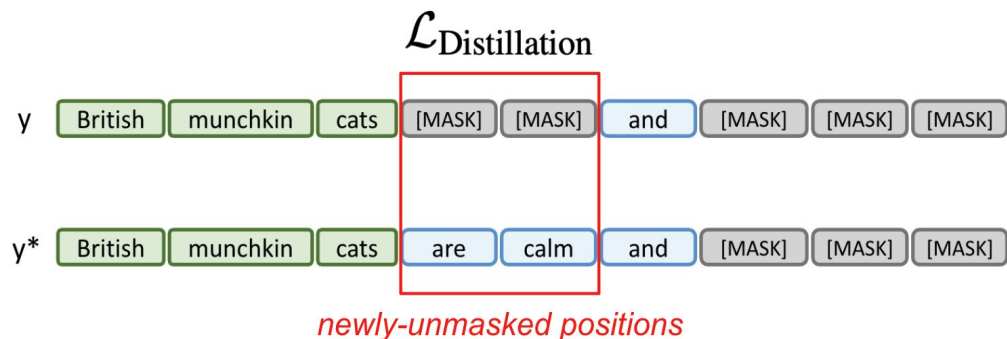 ℒDistillation
y British munchkin cats [MASK] [MASK] and [MASK] [MASK] [MASK]
y* British munchkin cats are calm and [MASK] [MASK] [MASK]
newly-unmasked positions